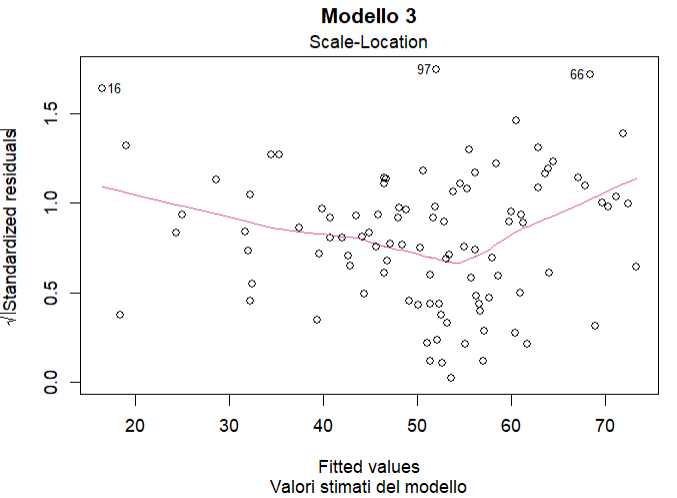 Modello 3
Scale-Location
√|Standardized residuals|
0.0 0.5 1.0 1.5
16
97
66
20 30 40 50 60 70
Fitted values
Valori stimati del modello